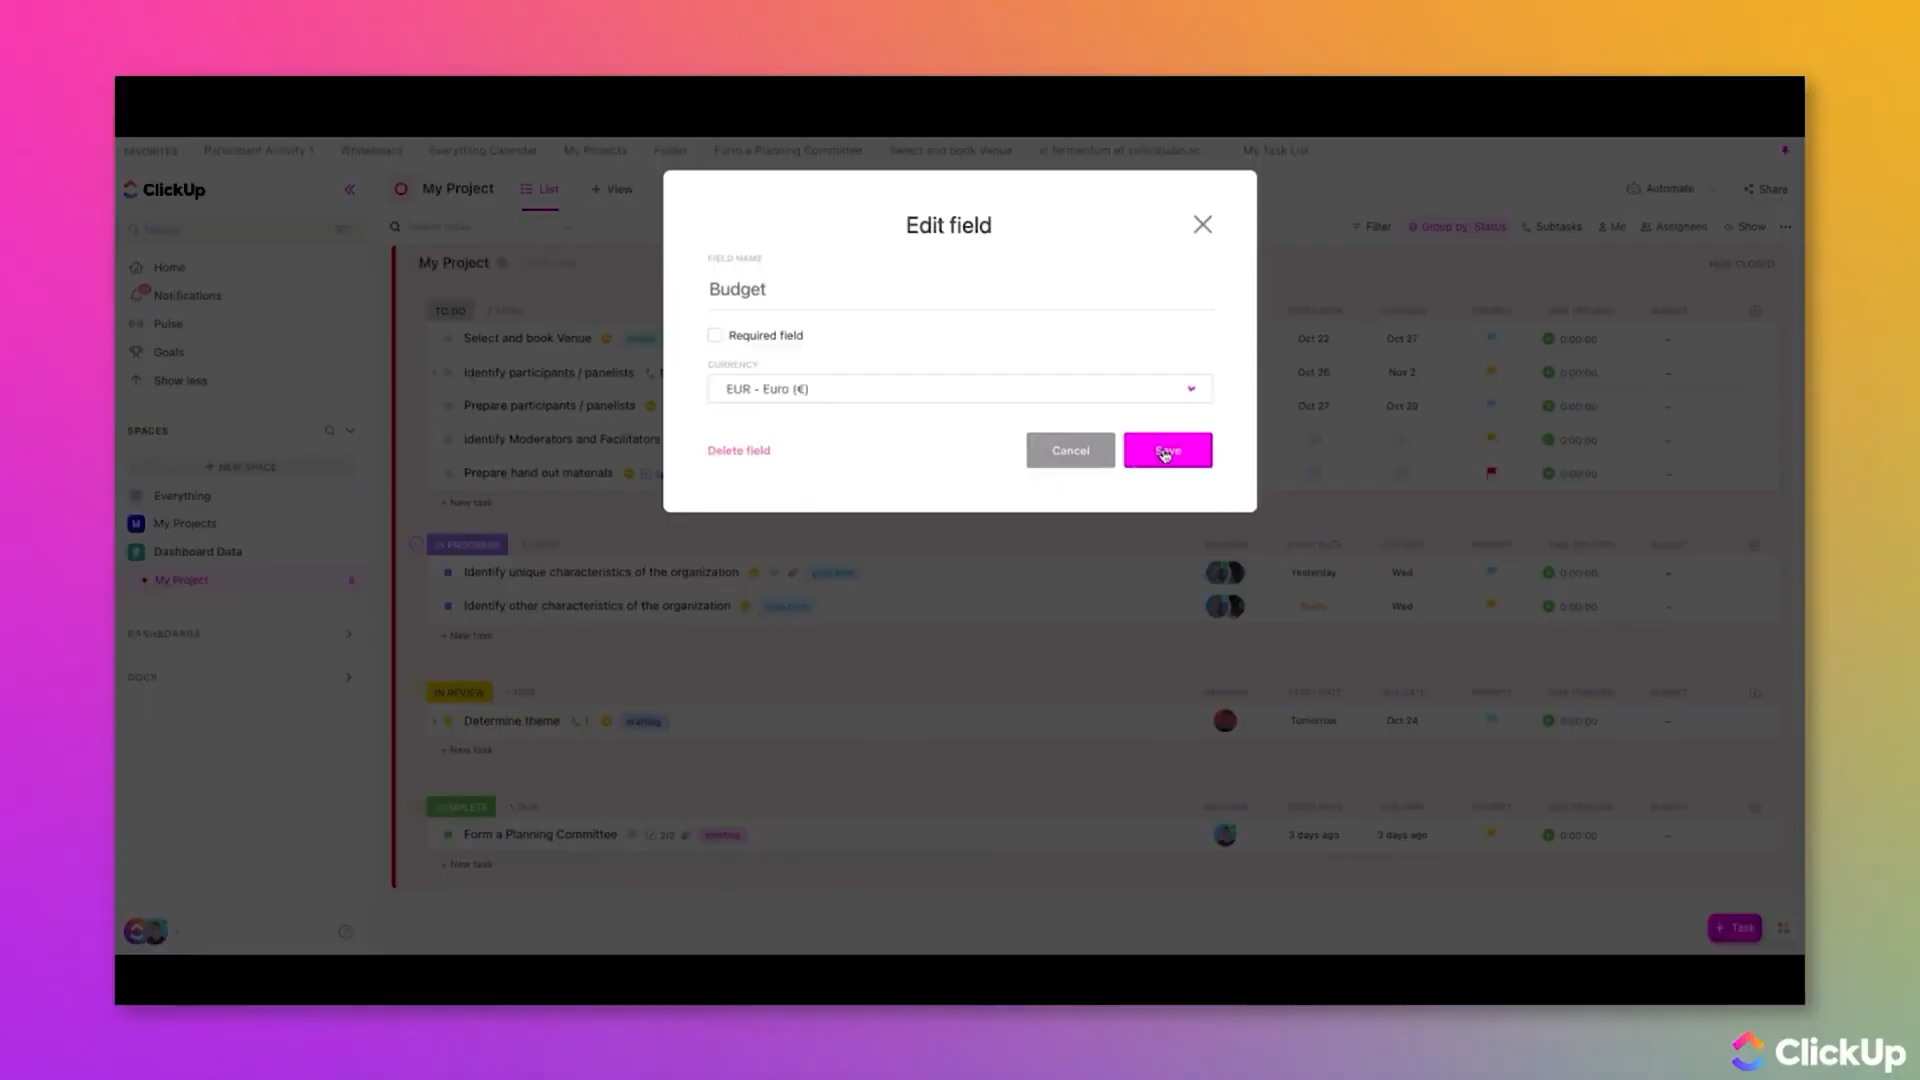 FAVORITES Participant Activity 1 Whiteboard Everything Calendar My Projects Folder Form a Planning Committee Select and book Venue in fermentum et sollicitudin ac... My Task List
ClickUp
My Project List + View
Automate Share
Filter Group by: Status Subtasks Me Assignees Show
Home
Notifications
Pulse
Goals
Show less
SPACES
+ NEW SPACE
Everything
My Projects
Dashboard Data
My Project
DASHBOARDS
DOCS
Edit field
FIELD NAME
Budget
Required field
CURRENCY
EUR - Euro (€)
Delete field
Cancel
Save
My Project
HIDE CLOSED
TO DO
Select and book Venue Oct 22 Oct 27 0:00:00 –
Identify participants / panelists Oct 26 Nov 2 0:00:00 –
Prepare participants / panelists Oct 27 Oct 29 0:00:00 –
Identify Moderators and Facilitators 0:00:00 –
Prepare hand out materials 0:00:00 –
+ New task
IN PROGRESS
Identify unique characteristics of the organization Yesterday Wed 0:00:00 –
Identify other characteristics of the organization Wed 0:00:00 –
+ New task
IN REVIEW
Determine theme 1 Tomorrow Oct 24 0:00:00 –
+ New task
COMPLETE 1 TASK
Form a Planning Committee 2/2 3 days ago 3 days ago 0:00:00 –
+ New task
+ Task
ClickUp